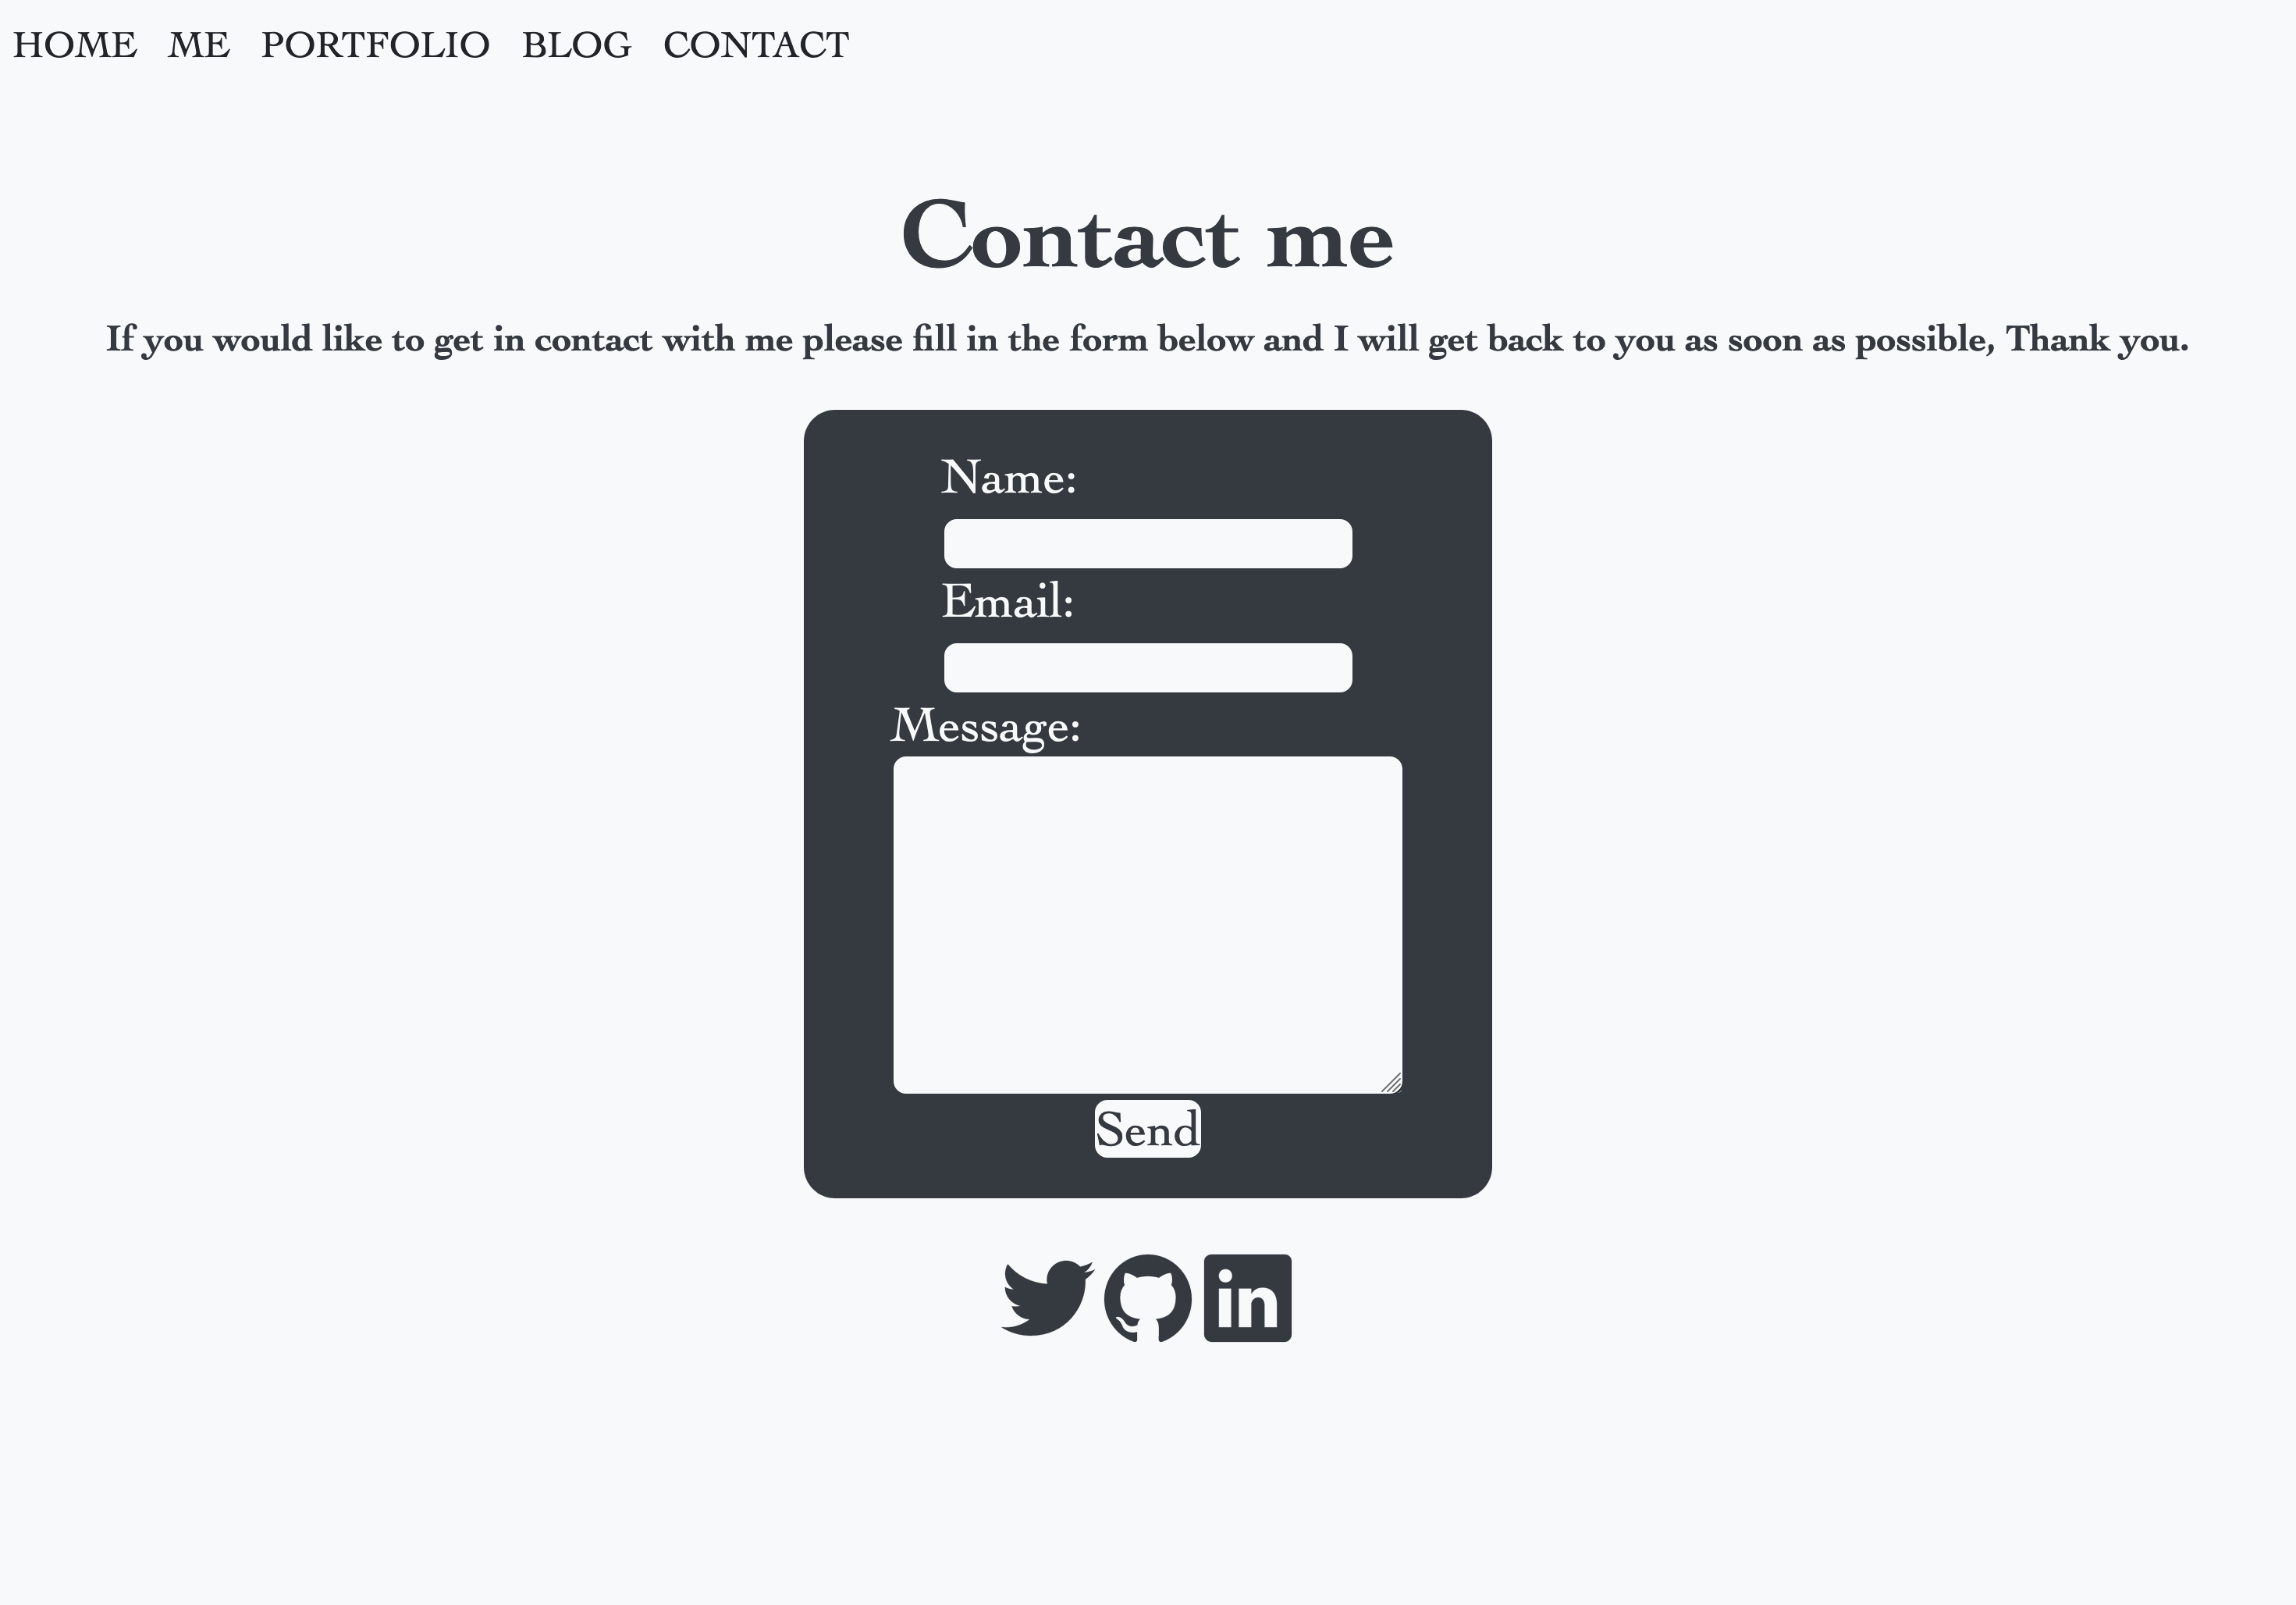 HOME ME PORTFOLIO BLOG CONTACT
Contact me
If you would like to get in contact with me please fill in the form below and I will get back to you as soon as possible, Thank you.
Name:
Email:
Message:
Send
in